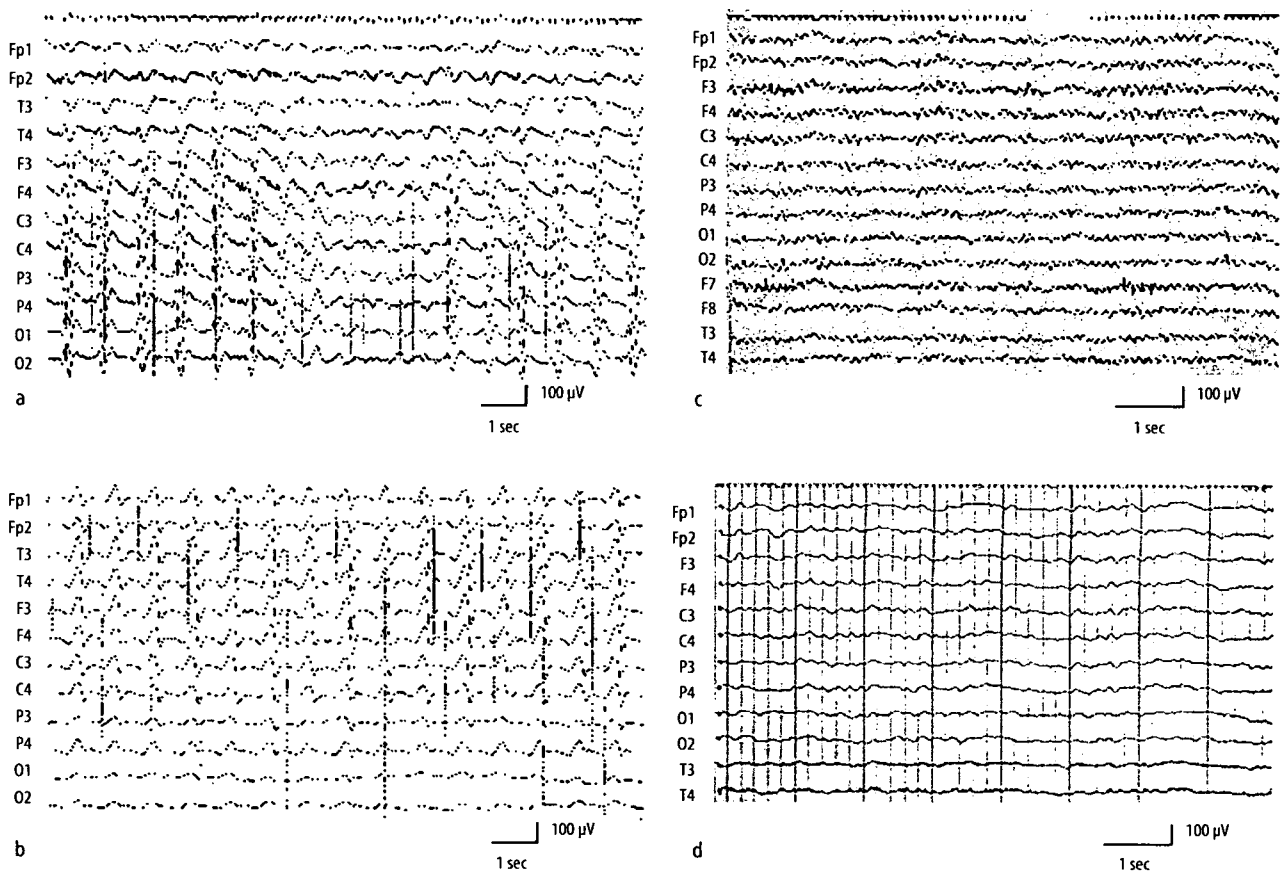 Fp1
Fp2
T3
T4
F3
F4
C3
C4
P3
P4
O1
O2
a
100 µV
1 sec
Fp1
Fp2
F3
F4
C3
C4
P3
P4
O1
O2
F7
F8
T3
T4
c
100 µV
1 sec
Fp1
Fp2
T3
T4
F3
F4
C3
C4
P3
P4
O1
O2
b
100 µV
1 sec
Fp1
Fp2
F3
F4
C3
C4
P3
P4
O1
O2
T3
T4
d
100 µV
1 sec